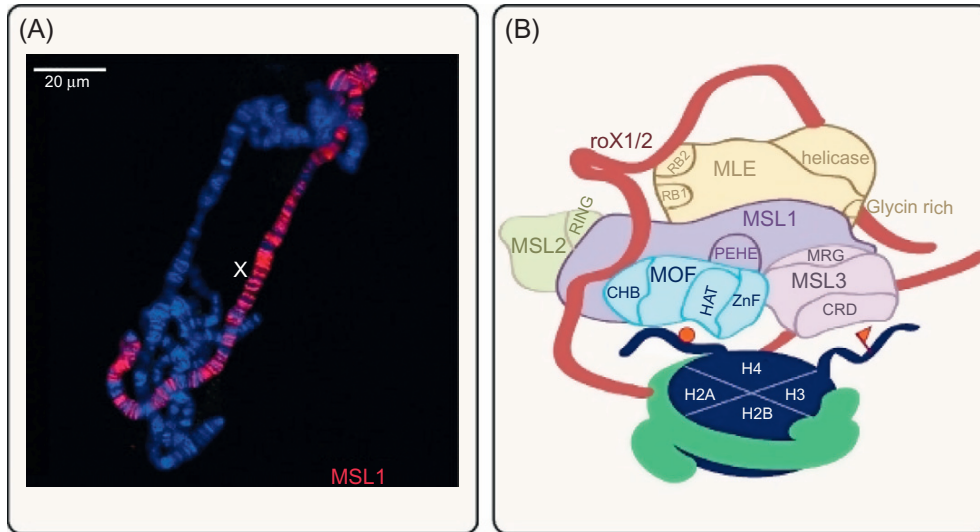 (A)
20 μm
X
MSL1
(B)
roX1/2
RB2
MLE
helicase
RB1
Glycin rich
RING
MSL2
MSL1
PEHE
MRG
MOF
MSL3
CHB
HAT
ZnF
CRD
H4
H2A
H3
H2B